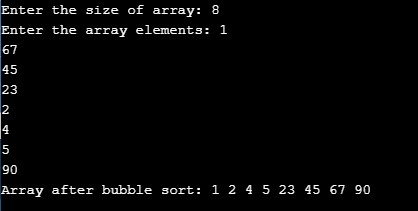 Enter the size of array: 8
Enter the array elements: 1
67
45
23
2
4
5
90
Array after bubble sort: 1 2 4 5 23 45 67 90